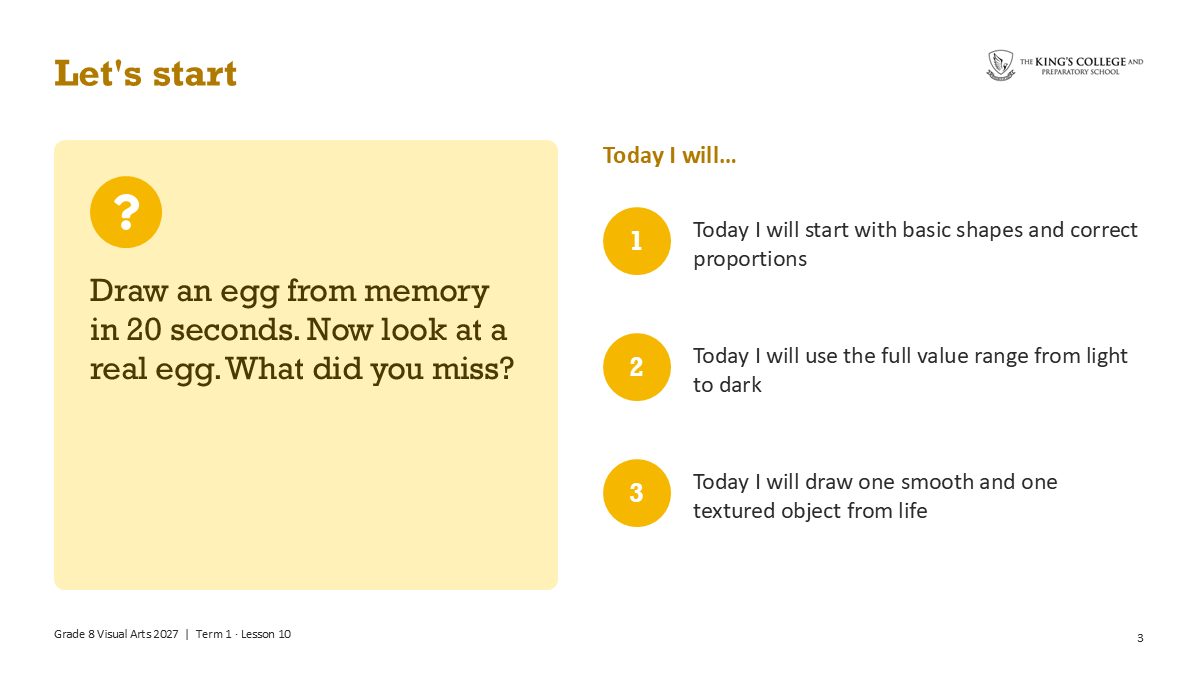 Let's start
THE KING'S COLLEGE AND
PREPARATORY SCHOOL
?
Draw an egg from memory
in 20 seconds. Now look at a
real egg. What did you miss?
Today I will...
1
Today I will start with basic shapes and correct
proportions
2
Today I will use the full value range from light
to dark
3
Today I will draw one smooth and one
textured object from life
Grade 8 Visual Arts 2027 | Term 1 · Lesson 10
3